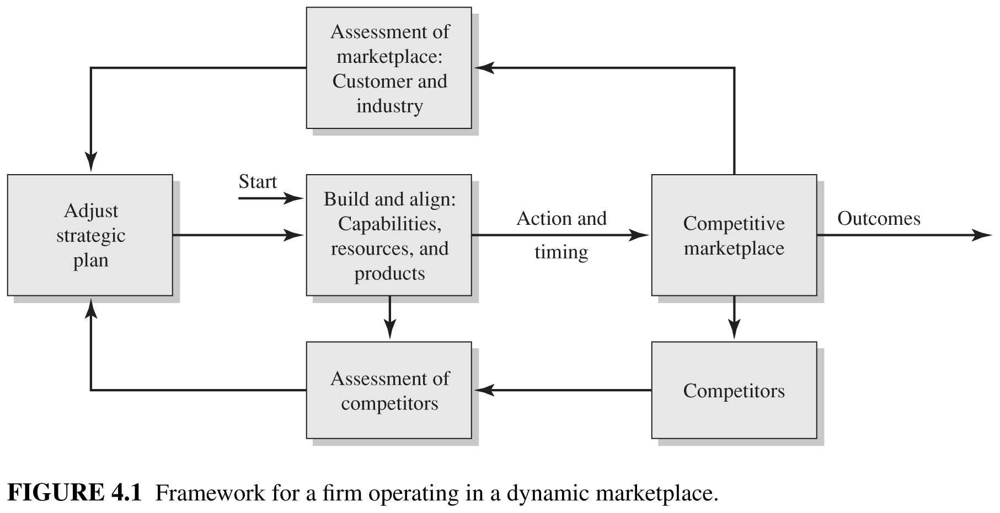 Assessment of
marketplace:
Customer and
industry
Adjust
strategic
plan
Start
Build and align:
Capabilities,
resources, and
products
Action and
timing
Competitive
marketplace
Outcomes
Assessment of
competitors
Competitors
FIGURE 4.1 Framework for a firm operating in a dynamic marketplace.